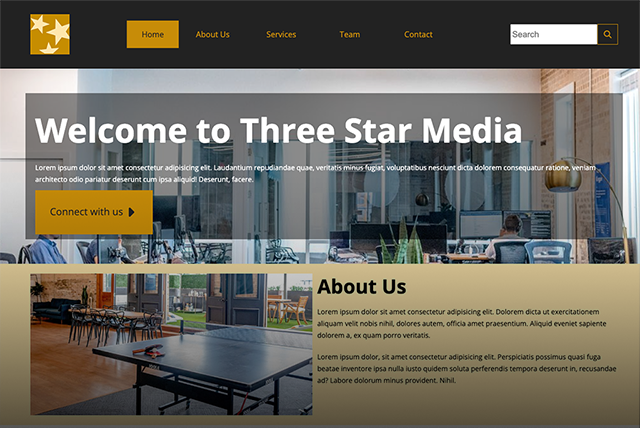 Home
About Us
Services
Team
Contact
Search
Welcome to Three Star Media
Lorem ipsum dolor sit amet consectetur adipisicing elit. Laudantium repudiandae quae, veritatis minus fugiat, voluptatibus nesciunt dicta dolorem consequatur ratione, veniam
architecto odio pariatur deserunt cum ipsa aliquid! Deserunt, facere.
Connect with us
About Us
Lorem ipsum dolor sit amet consectetur adipisicing elit. Dolorem dicta ut exercitationem
aliquam velit nobis nihil, dolores autem, officia amet praesentium. Aliquid eveniet sapiente
dolorem a, ex quam porro veritatis.
Lorem ipsum dolor sit amet consectetur adipisicing elit. Perspiciatis possimus quasi fuga
beatae inventore ipsa nulla iusto quidem soluta perferendis tempora deserunt in, recusandae
ad? Labore dolorum minus provident. Nihil.